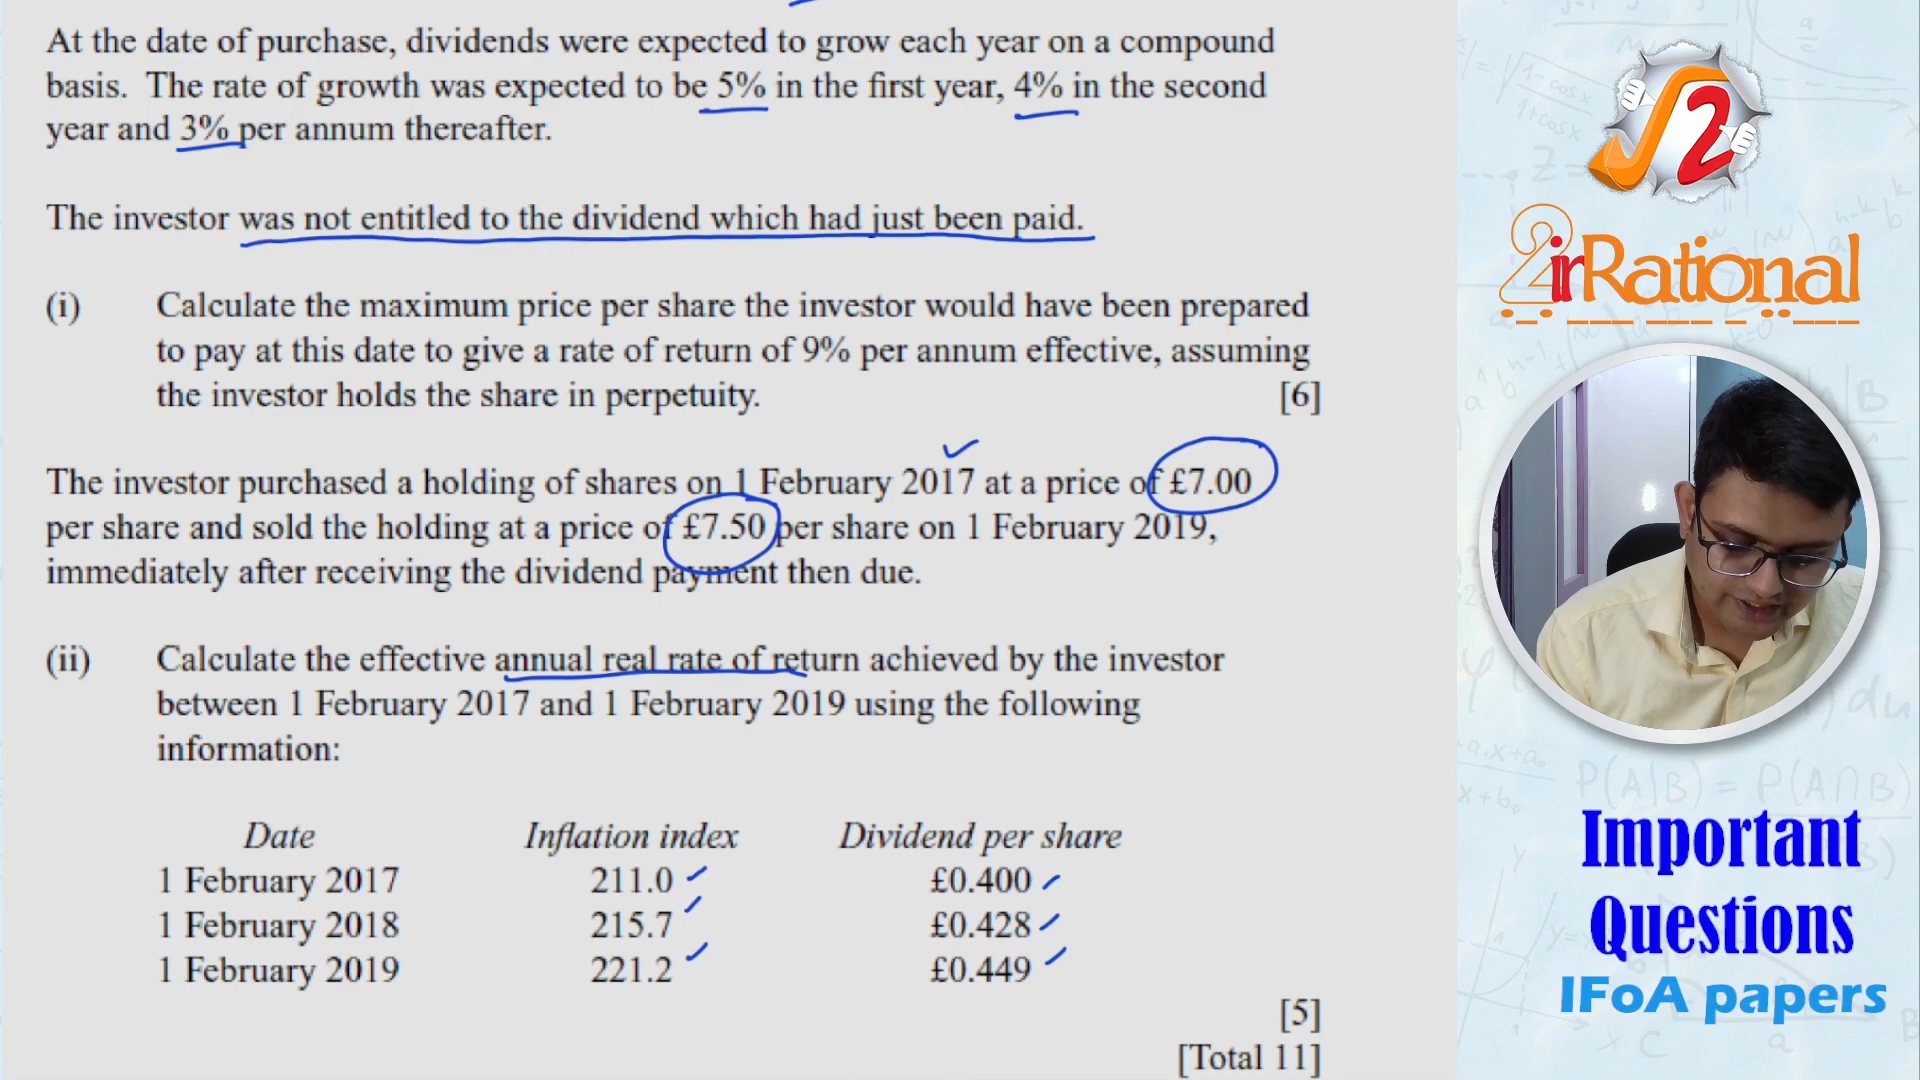 At the date of purchase, dividends were expected to grow each year on a compound
basis. The rate of growth was expected to be 5% in the first year, 4% in the second
year and 3% per annum thereafter.
The investor was not entitled to the dividend which had just been paid.
(i) Calculate the maximum price per share the investor would have been prepared
to pay at this date to give a rate of return of 9% per annum effective, assuming
the investor holds the share in perpetuity. [6]
The investor purchased a holding of shares on 1 February 2017 at a price of £7.00
per share and sold the holding at a price of £7.50 per share on 1 February 2019,
immediately after receiving the dividend payment then due.
(ii) Calculate the effective annual real rate of return achieved by the investor
between 1 February 2017 and 1 February 2019 using the following
information:
Date Inflation index Dividend per share
1 February 2017 211.0 £0.400
1 February 2018 215.7 £0.428
1 February 2019 221.2 £0.449
[5]
[Total 11]
2
2irRational
P(A|B) = P(A∩B)
Important
Questions
IFoA papers